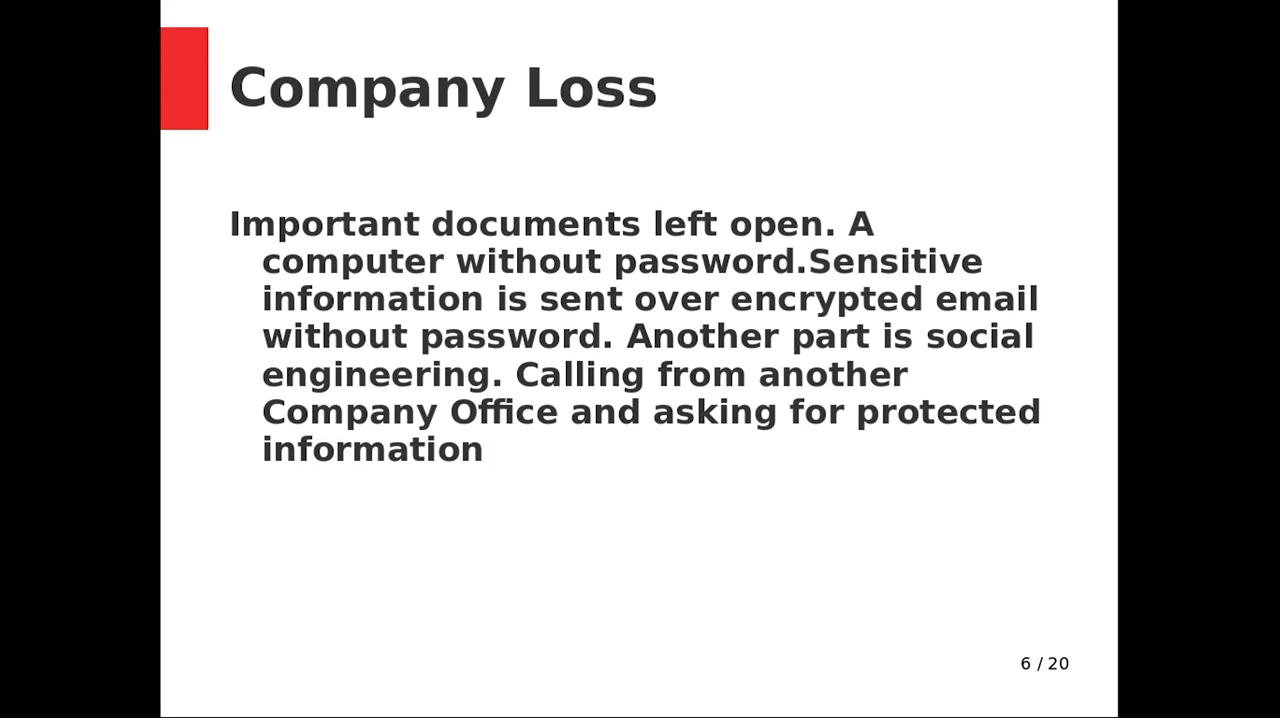 Company Loss
Important documents left open. A
computer without password.Sensitive
information is sent over encrypted email
without password. Another part is social
engineering. Calling from another
Company Office and asking for protected
information
6 / 20